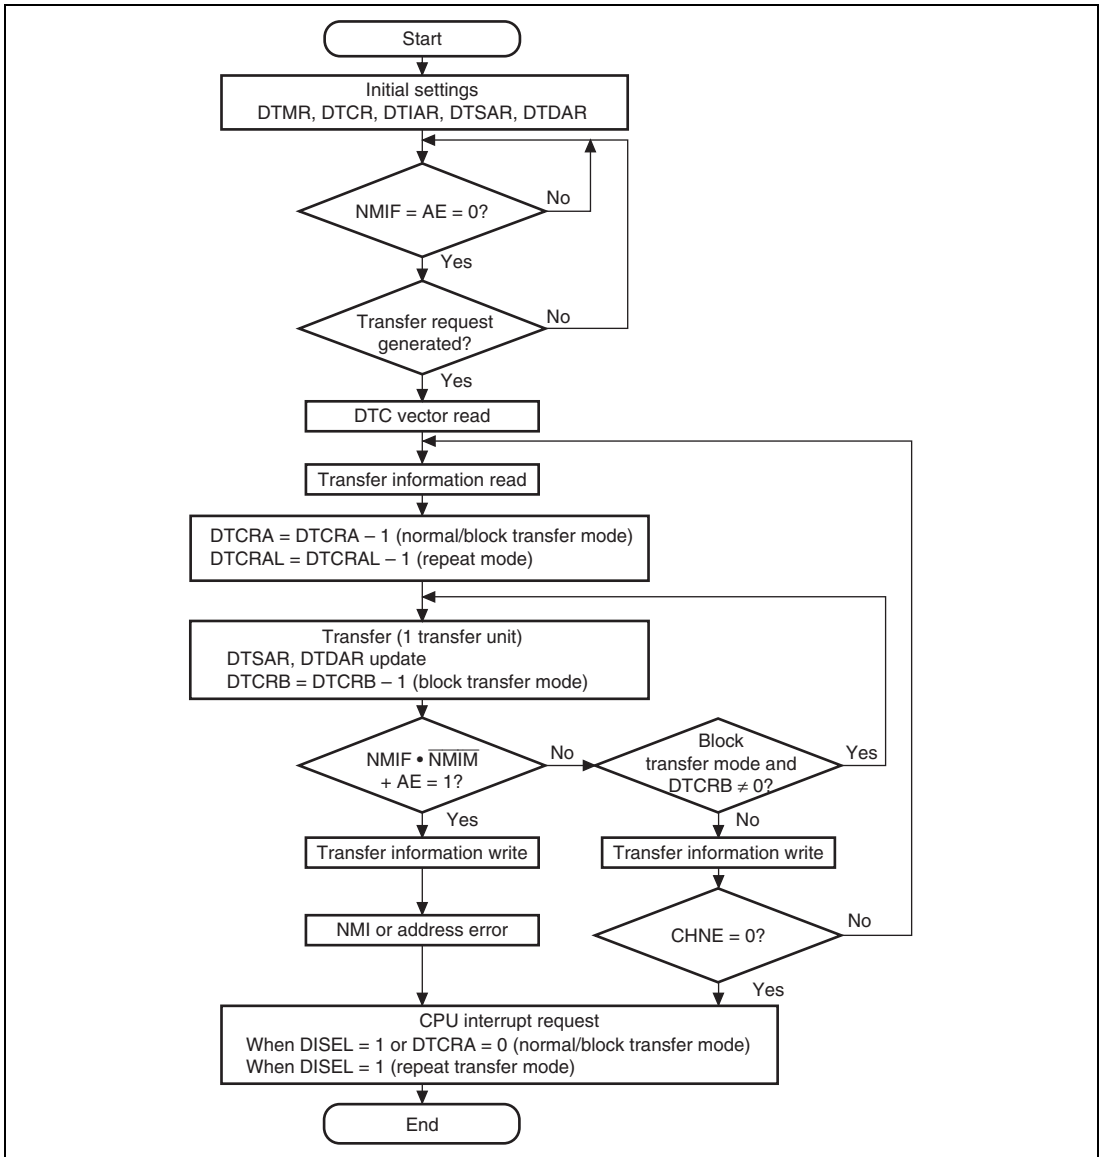 Start
Initial settings
DTMR, DTCR, DTIAR, DTSAR, DTDAR
NMIF = AE = 0?
No
Yes
Transfer request
generated?
No
Yes
DTC vector read
Transfer information read
DTCRA = DTCRA – 1 (normal/block transfer mode)
DTCRAL = DTCRAL – 1 (repeat mode)
Transfer (1 transfer unit)
DTSAR, DTDAR update
DTCRB = DTCRB – 1 (block transfer mode)
NMIF • N̅M̅I̅M̅
+ AE = 1?
No
Yes
Block
transfer mode and
DTCRB ≠ 0?
Yes
No
Transfer information write
Transfer information write
NMI or address error
CHNE = 0?
No
Yes
CPU interrupt request
When DISEL = 1 or DTCRA = 0 (normal/block transfer mode)
When DISEL = 1 (repeat transfer mode)
End